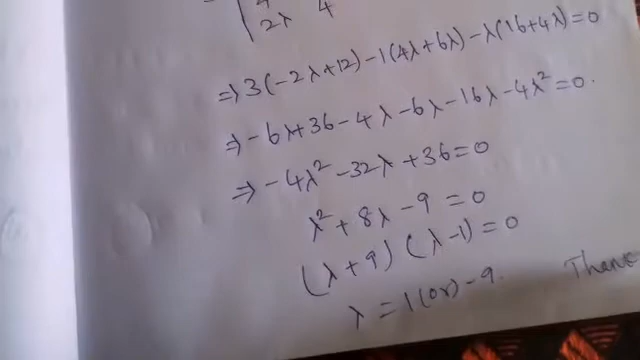 2λ 4
⇒ 3(-2λ+12)-1(4λ+6λ)-λ(16+4λ)=0
⇒ -6λ+36-4λ-6λ-16λ-4λ²=0.
⇒ -4λ²-32λ+36=0
λ²+8λ-9=0
(λ+9)(λ-1)=0
λ=1(or)-9.